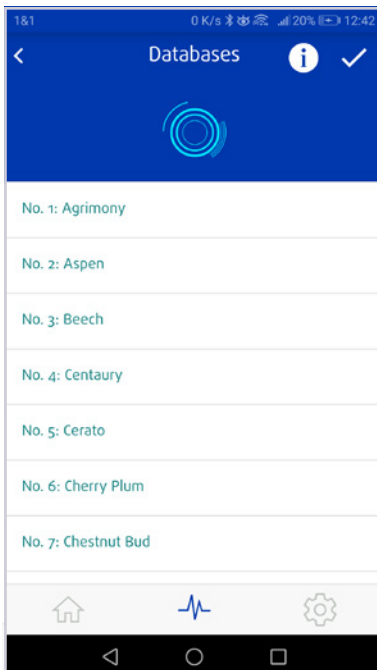 1&1 0 K/s 20% 12:42
Databases
No. 1: Agrimony
No. 2: Aspen
No. 3: Beech
No. 4: Centaury
No. 5: Cerato
No. 6: Cherry Plum
No. 7: Chestnut Bud